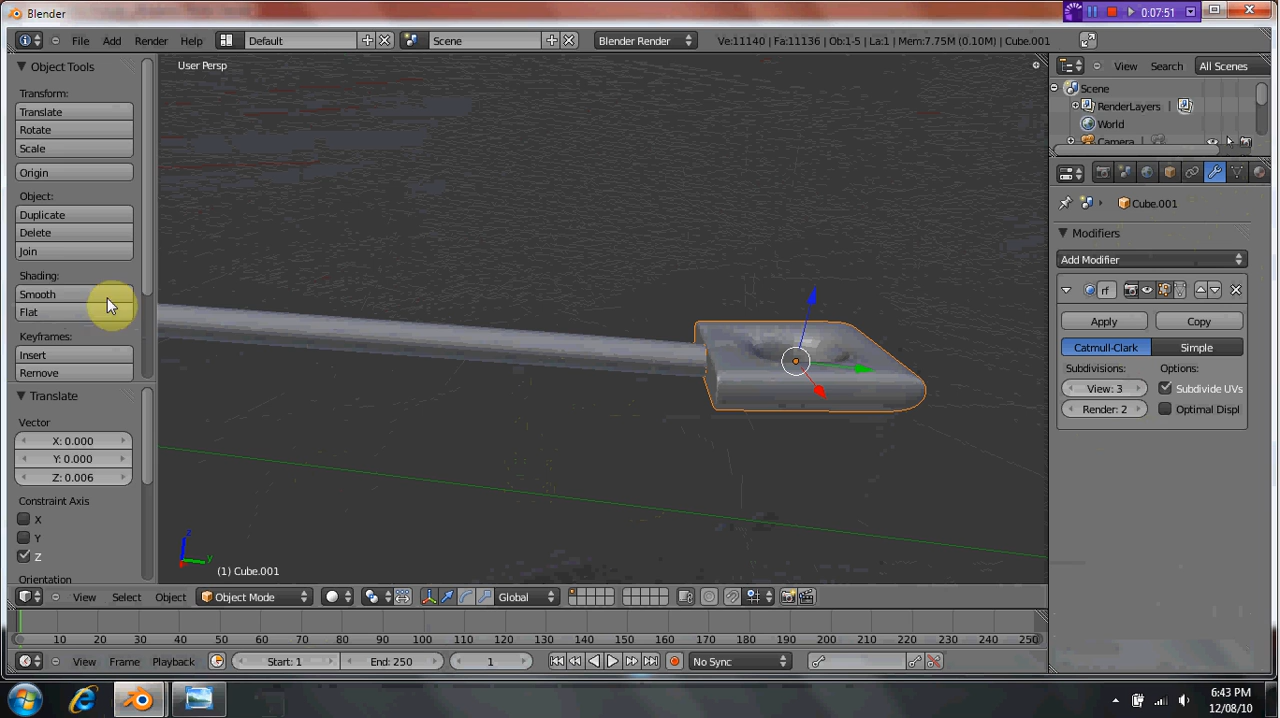 Blender
00:07:51
File Add Render Help Default Scene Blender Render Ve:11140 | Fa:11136 | Ob:1-5 | La:1 | Mem:7.75M (0.10M) | Cube.001
Object Tools
Transform:
Translate
Rotate
Scale
Origin
Object:
Duplicate
Delete
Join
Shading:
Smooth
Flat
Keyframes:
Insert
Remove
Translate
Vector
X: 0.000
Y: 0.000
Z: 0.006
Constraint Axis
X
Y
Z
Orientation
User Persp
z
y
(1) Cube.001
View Select Object Object Mode Global
View Search All Scenes
Scene
RenderLayers |
World
Camera
Cube.001
Modifiers
Add Modifier
rf
Apply Copy
Catmull-Clark Simple
Subdivisions: Options:
View: 3 Subdivide UVs
Render: 2 Optimal Displ
0 10 20 30 40 50 60 70 80 90 100 110 120 130 140 150 160 170 180 190 200 210 220 230 240 250
View Frame Playback Start: 1 End: 250 1 No Sync
6:43 PM
12/08/10